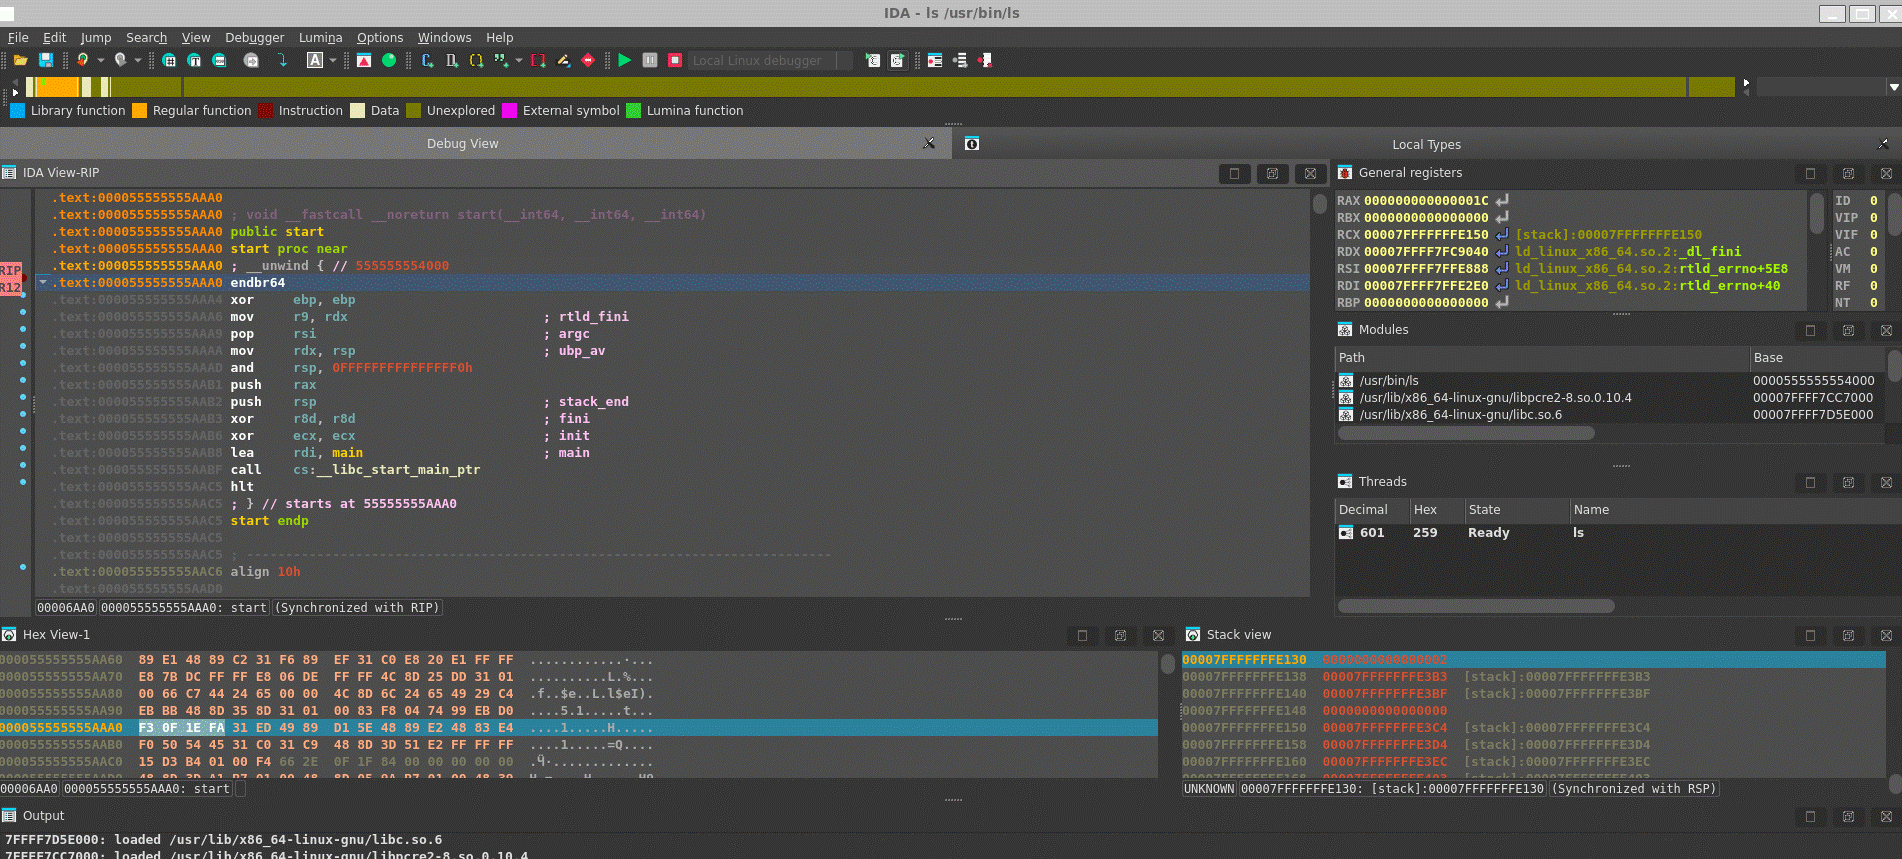 IDA - ls /usr/bin/ls
File Edit Jump Search View Debugger Lumina Options Windows Help
Local Linux debugger
Library function Regular function Instruction Data Unexplored External symbol Lumina function
Debug View
Local Types
IDA View-RIP
RIP
R12
.text:000055555555AAA0
.text:000055555555AAA0 ; void __fastcall __noreturn start(__int64, __int64, __int64)
.text:000055555555AAA0 public start
.text:000055555555AAA0 start proc near
.text:000055555555AAA0 ; __unwind { // 555555554000
.text:000055555555AAA0 endbr64
.text:000055555555AAA4 xor ebp, ebp
.text:000055555555AAA6 mov r9, rdx ; rtld_fini
.text:000055555555AAA9 pop rsi ; argc
.text:000055555555AAAA mov rdx, rsp ; ubp_av
.text:000055555555AAAD and rsp, 0FFFFFFFFFFFFFFF0h
.text:000055555555AAB1 push rax
.text:000055555555AAB2 push rsp ; stack_end
.text:000055555555AAB3 xor r8d, r8d ; fini
.text:000055555555AAB6 xor ecx, ecx ; init
.text:000055555555AAB8 lea rdi, main ; main
.text:000055555555AABF call cs:__libc_start_main_ptr
.text:000055555555AAC5 hlt
.text:000055555555AAC5 ; } // starts at 55555555AAA0
.text:000055555555AAC5 start endp
.text:000055555555AAC5
.text:000055555555AAC5 ; ---------------------------------------------------------------------------
.text:000055555555AAC6 align 10h
.text:000055555555AAD0
00006AA0 000055555555AAA0: start (Synchronized with RIP)
General registers
RAX 000000000000001C
RBX 0000000000000000
RCX 00007FFFFFFFE150 [stack]:00007FFFFFFFE150
RDX 00007FFFF7FC9040 ld_linux_x86_64.so.2:_dl_fini
RSI 00007FFFF7FFE888 ld_linux_x86_64.so.2:rtld_errno+5E8
RDI 00007FFFF7FFE2E0 ld_linux_x86_64.so.2:rtld_errno+40
RBP 0000000000000000
ID 0
VIP 0
VIF 0
AC 0
VM 0
RF 0
NT 0
Modules
Path Base
/usr/bin/ls 0000555555554000
/usr/lib/x86_64-linux-gnu/libpcre2-8.so.0.10.4 00007FFFF7CC7000
/usr/lib/x86_64-linux-gnu/libc.so.6 00007FFFF7D5E000
Threads
Decimal Hex State Name
601 259 Ready ls
Hex View-1
000055555555AA60 89 E1 48 89 C2 31 F6 89 EF 31 C0 E8 20 E1 FF FF
000055555555AA70 E8 7B DC FF FF E8 06 DE FF FF 4C 8D 25 DD 31 01 ..........L.%...
000055555555AA80 00 66 C7 44 24 65 00 00 4C 8D 6C 24 65 49 29 C4 .f..$e..L.l$eI).
000055555555AA90 EB BB 48 8D 35 8D 31 01 00 83 F8 04 74 99 EB D0 ....5.1.....t...
000055555555AAA0 F3 0F 1E FA 31 ED 49 89 D1 5E 48 89 E2 48 83 E4 ....1.....H.....
000055555555AAB0 F0 50 54 45 31 C0 31 C9 48 8D 3D 51 E2 FF FF FF ....1.....=Q....
000055555555AAC0 15 D3 B4 01 00 F4 66 2E 0F 1F 84 00 00 00 00 00
00006AA0 000055555555AAA0: start
Stack view
00007FFFFFFFE130 0000000000000002
00007FFFFFFFE138 00007FFFFFFFE3B3 [stack]:00007FFFFFFFE3B3
00007FFFFFFFE140 00007FFFFFFFE3BF [stack]:00007FFFFFFFE3BF
00007FFFFFFFE148 0000000000000000
00007FFFFFFFE150 00007FFFFFFFE3C4 [stack]:00007FFFFFFFE3C4
00007FFFFFFFE158 00007FFFFFFFE3D4 [stack]:00007FFFFFFFE3D4
00007FFFFFFFE160 00007FFFFFFFE3EC [stack]:00007FFFFFFFE3EC
UNKNOWN 00007FFFFFFFE130: [stack]:00007FFFFFFFE130 (Synchronized with RSP)
Output
7FFFF7D5E000: loaded /usr/lib/x86_64-linux-gnu/libc.so.6
7FFFF7CC7000: loaded /usr/lib/x86_64-linux-gnu/libpcre2-8.so.0.10.4